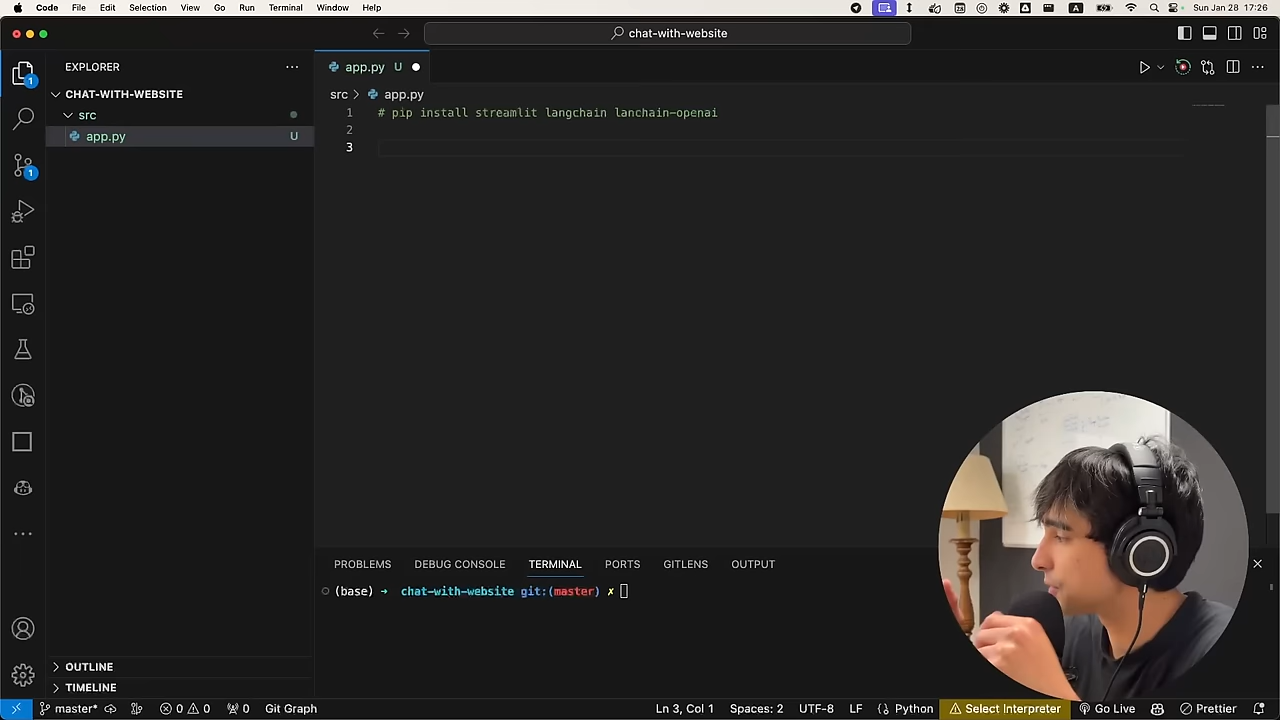 Code File Edit Selection View Go Run Terminal Window Help
28 A Sun Jan 28 17:26
chat-with-website
EXPLORER
app.py U
CHAT-WITH-WEBSITE
src > app.py
src
1 # pip install streamlit langchain lanchain-openai
app.py U
2
3
1
1
PROBLEMS DEBUG CONSOLE TERMINAL PORTS GITLENS OUTPUT
(base) → chat-with-website git:(master) ✗
OUTLINE
TIMELINE
master* 0 0 0 Git Graph Ln 3, Col 1 Spaces: 2 UTF-8 LF Python Select Interpreter Go Live Prettier